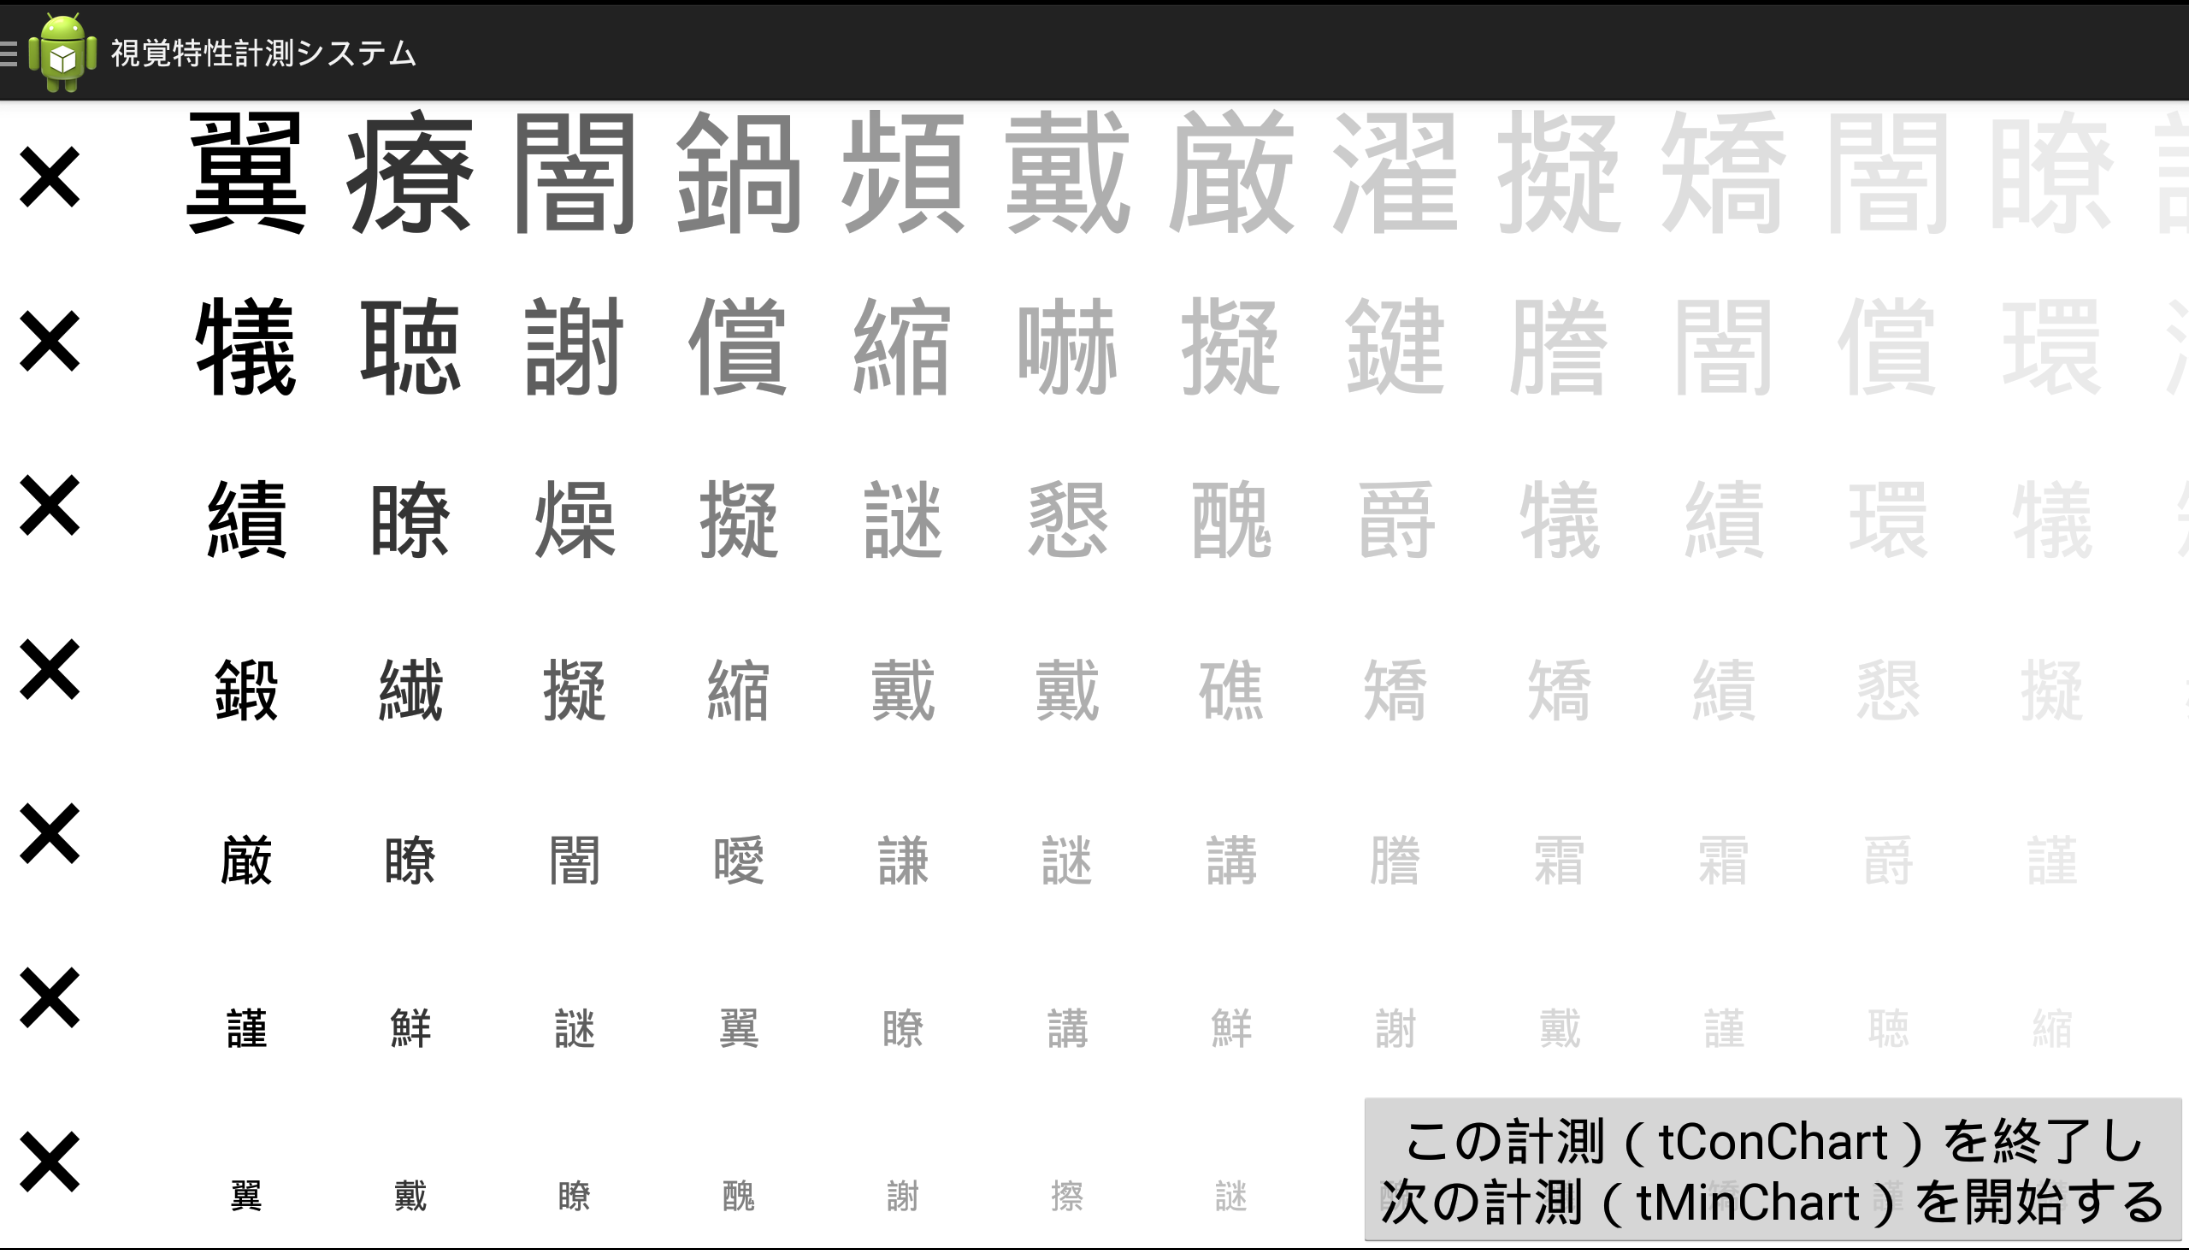 視覚特性計測システム
× 翼 療 闇 鍋 頻 戴 厳 濯 擬 矯 闇 瞭
× 犠 聴 謝 償 縮 嚇 擬 鍵 謄 闇 償 環
× 績 瞭 燥 擬 謎 懇 醜 爵 犠 績 環 犠
× 鍛 繊 擬 縮 戴 戴 礁 矯 矯 績 懇 擬
× 厳 瞭 闇 曖 謙 謎 講 謄 霜 霜 爵 謹
× 謹 鮮 謎 翼 瞭 講 鮮 謝 戴 謹 聴 縮
× 翼 戴 瞭 醜 謝 擦 謎
この計測（tConChart）を終了し
次の計測（tMinChart）を開始する